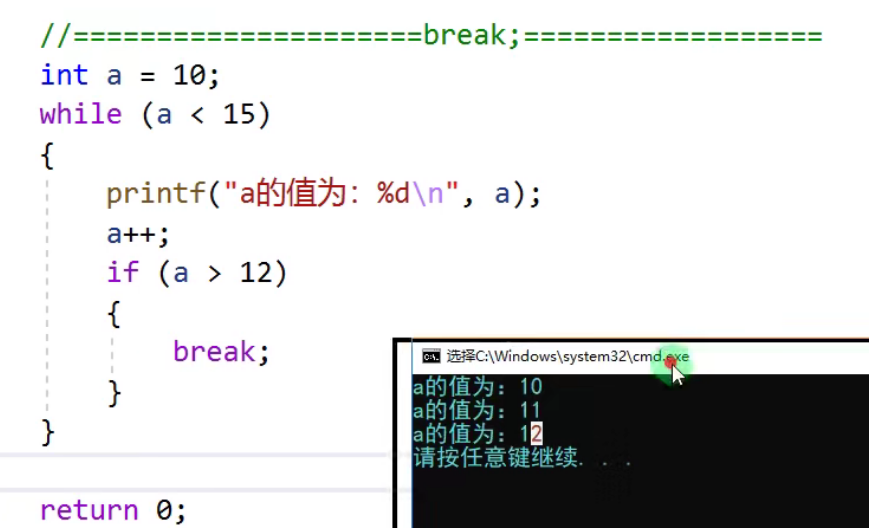 //=====================break;==================
int a = 10;
while (a < 15)
{
printf("a的值为: %d\n", a);
a++;
if (a > 12)
{
break;
}
}
return 0;
选择C:\Windows\system32\cmd.exe
a的值为: 10
a的值为: 11
a的值为: 12
请按任意键继续. . .